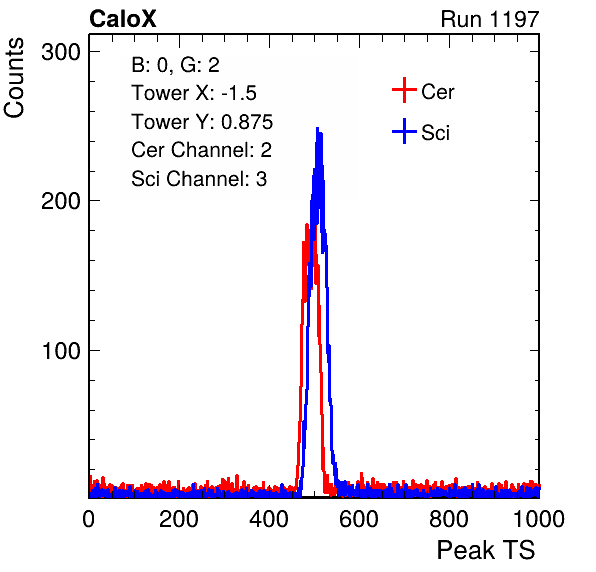 CaloX Run 1197
Counts
300
200
100
B: 0, G: 2
Tower X: -1.5
Tower Y: 0.875
Cer Channel: 2
Sci Channel: 3
Cer
Sci
0 200 400 600 800 1000
Peak TS